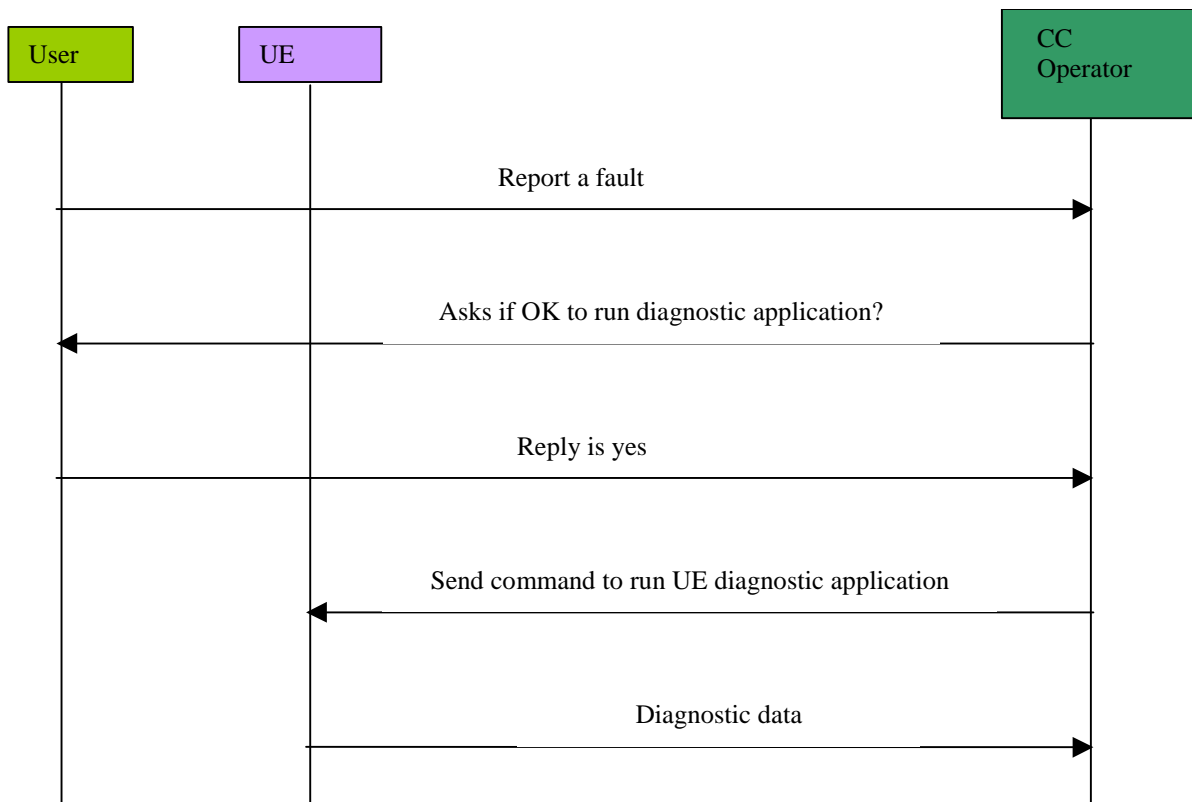 User
UE
CC
Operator
Report a fault
Asks if OK to run diagnostic application?
Reply is yes
Send command to run UE diagnostic application
Diagnostic data